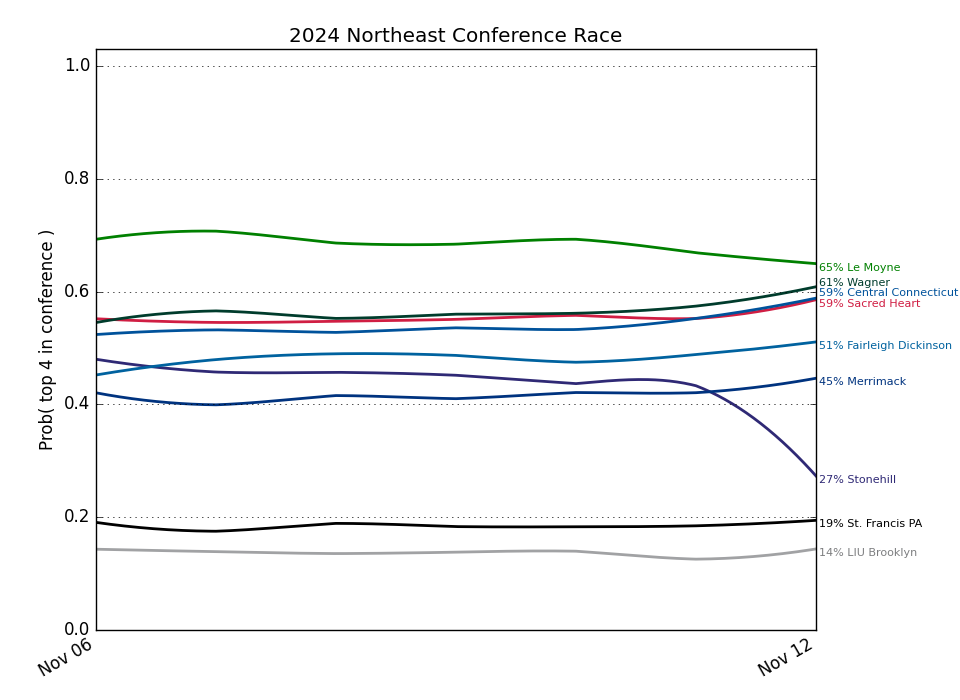 2024 Northeast Conference Race
Prob( top 4 in conference )
1.0
0.8
0.6
0.4
0.2
0.0
Nov 06
Nov 12
65% Le Moyne
61% Wagner
59% Central Connecticut
59% Sacred Heart
51% Fairleigh Dickinson
45% Merrimack
27% Stonehill
19% St. Francis PA
14% LIU Brooklyn